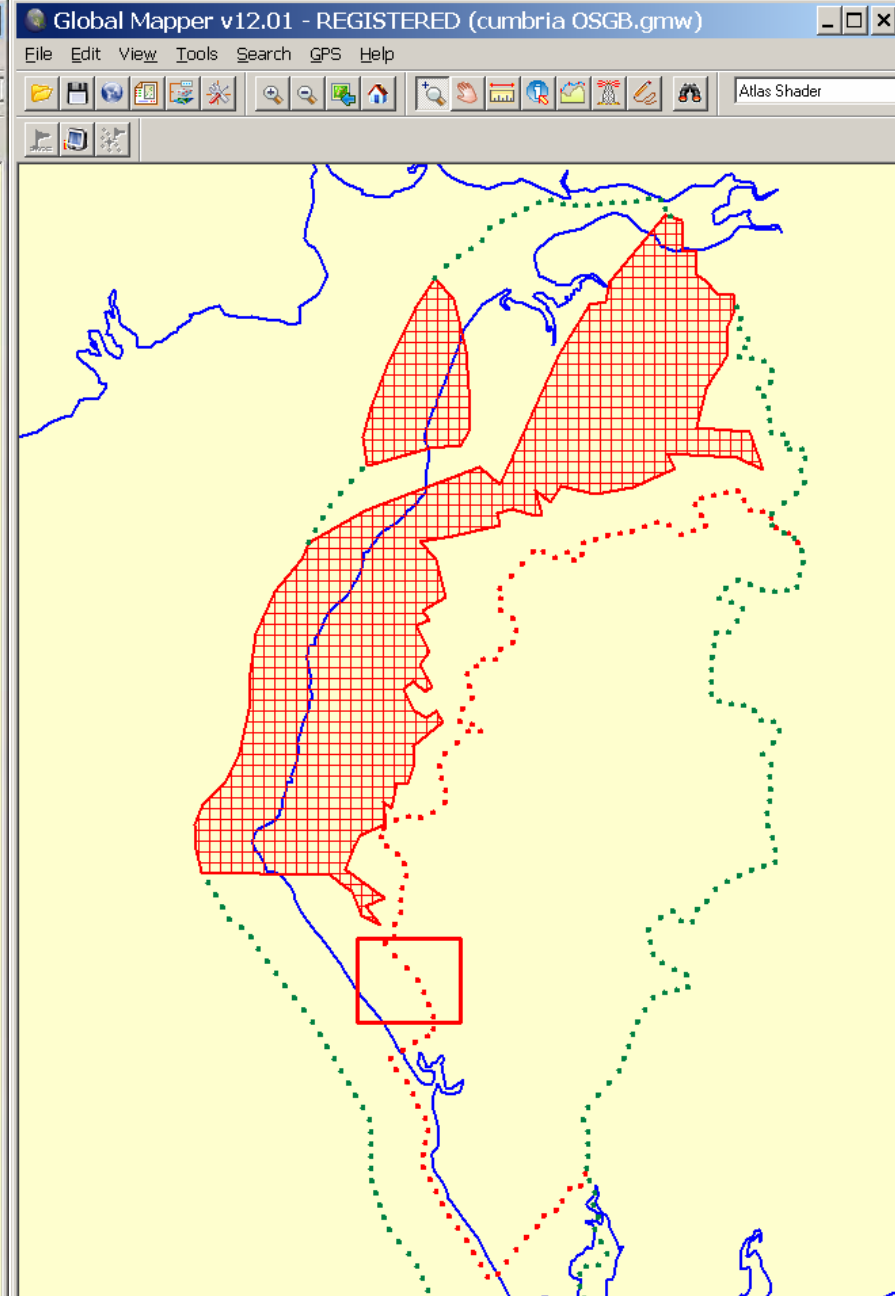 Global Mapper v12.01 - REGISTERED (cumbria OSGB.gmw)
File Edit View Tools Search GPS Help
Atlas Shader